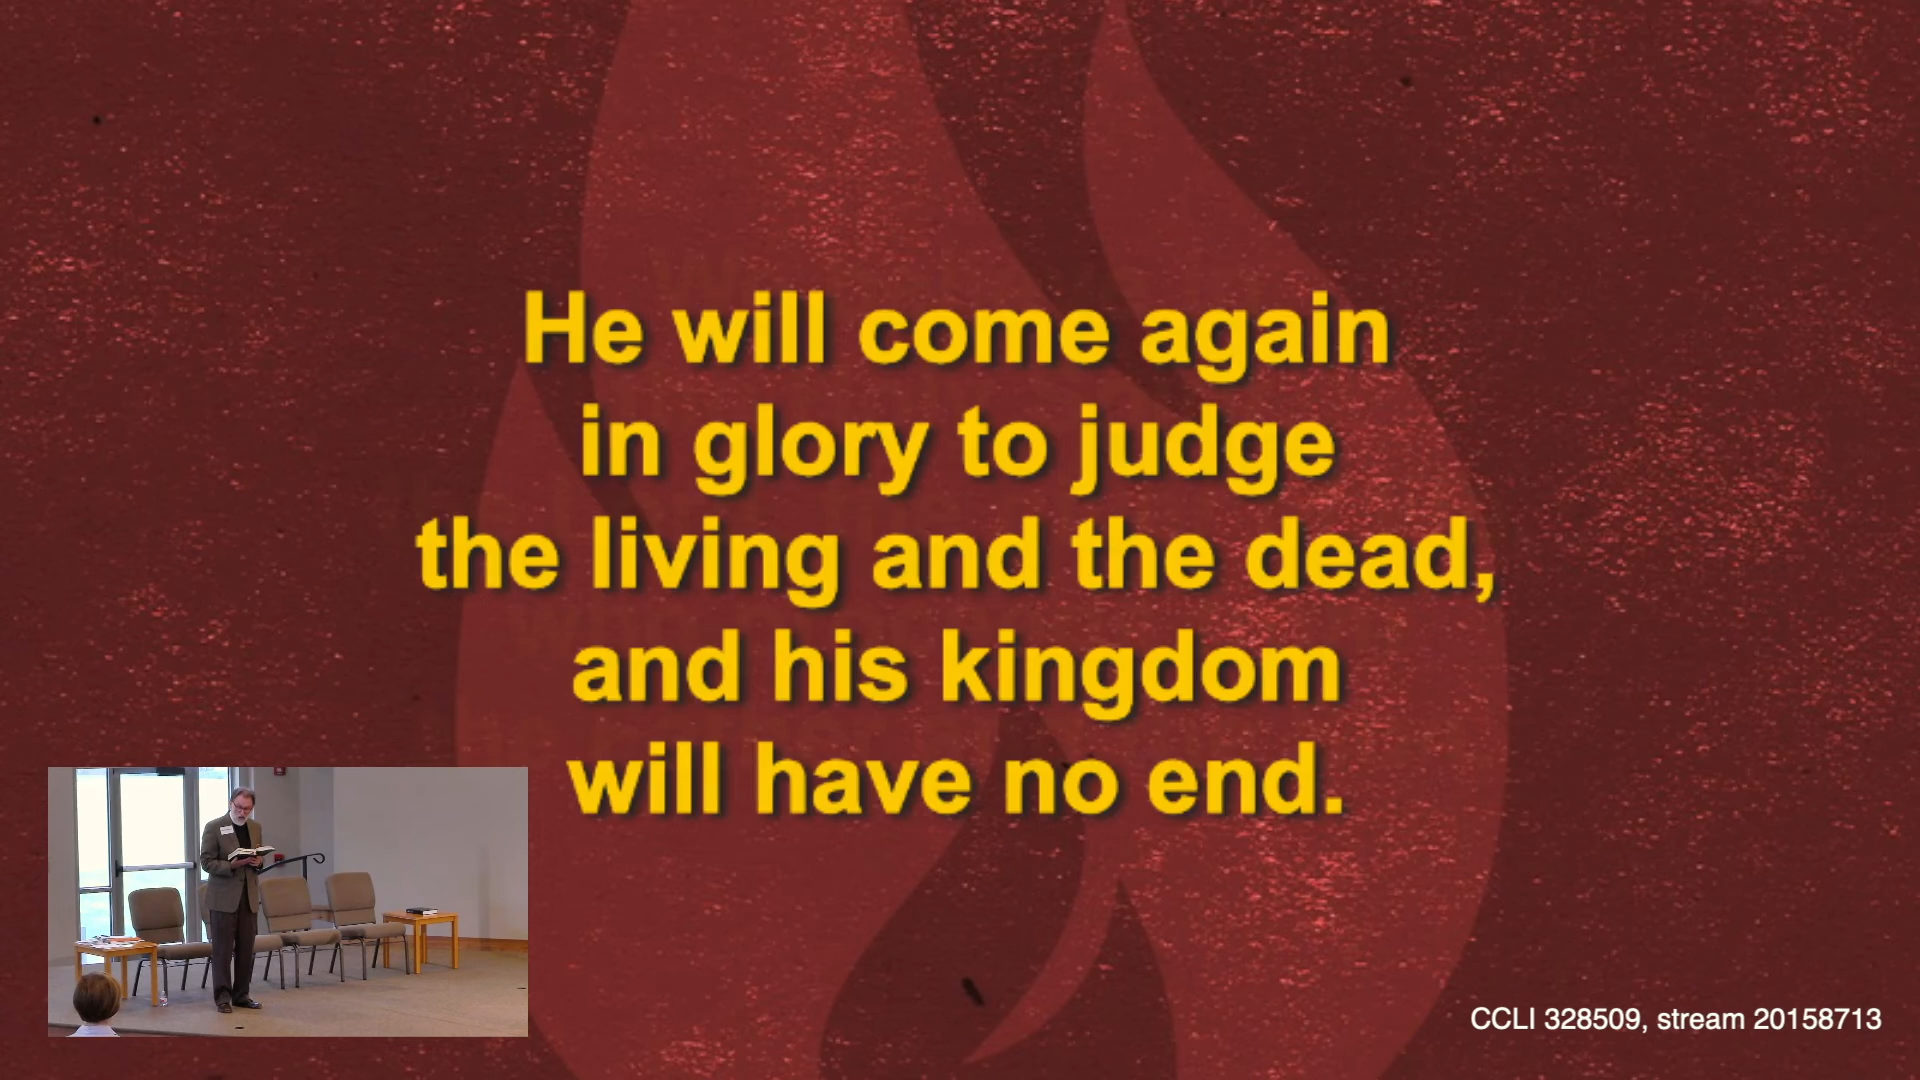 He will come again
in glory to judge
the living and the dead,
and his kingdom
will have no end.
CCLI 328509, stream 20158713